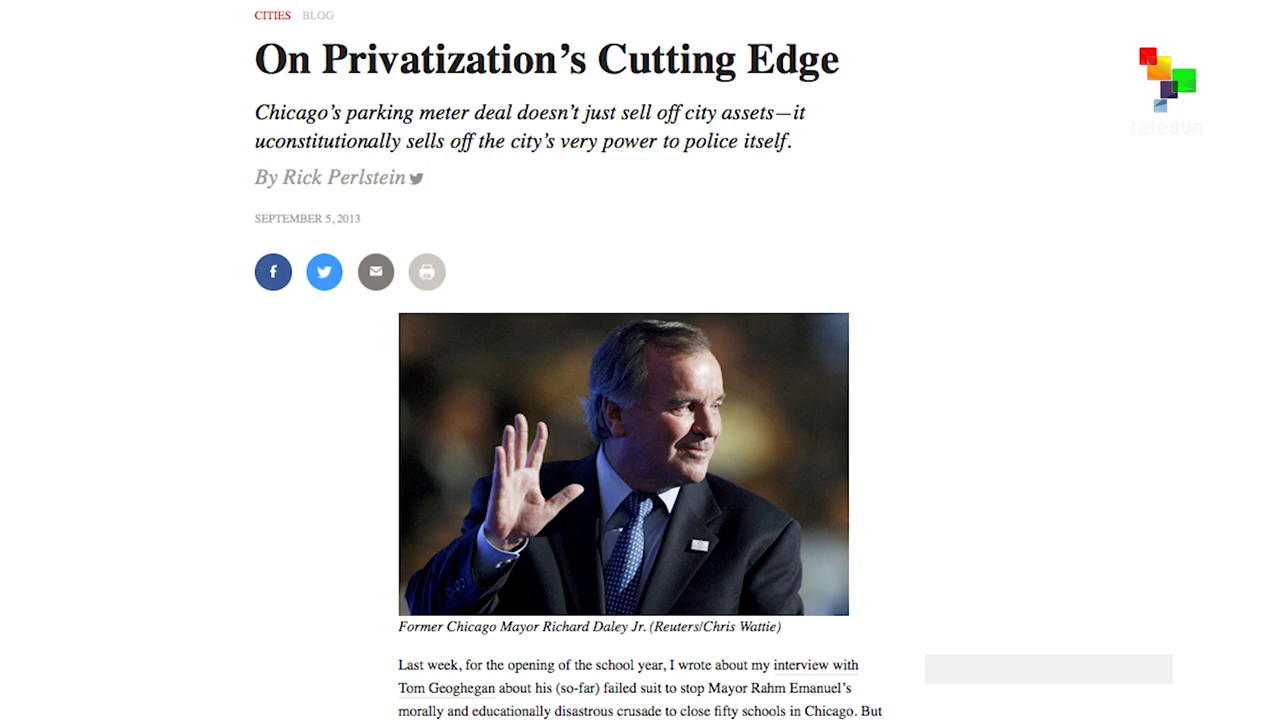 CITIES BLOG
On Privatization's Cutting Edge
Chicago's parking meter deal doesn't just sell off city assets—it
uconstitutionally sells off the city's very power to police itself.
By Rick Perlstein
SEPTEMBER 5, 2013
Former Chicago Mayor Richard Daley Jr. (Reuters/Chris Wattie)
Last week, for the opening of the school year, I wrote about my interview with
Tom Geoghegan about his (so-far) failed suit to stop Mayor Rahm Emanuel's
morally and educationally disastrous crusade to close fifty schools in Chicago. But
teleSUR